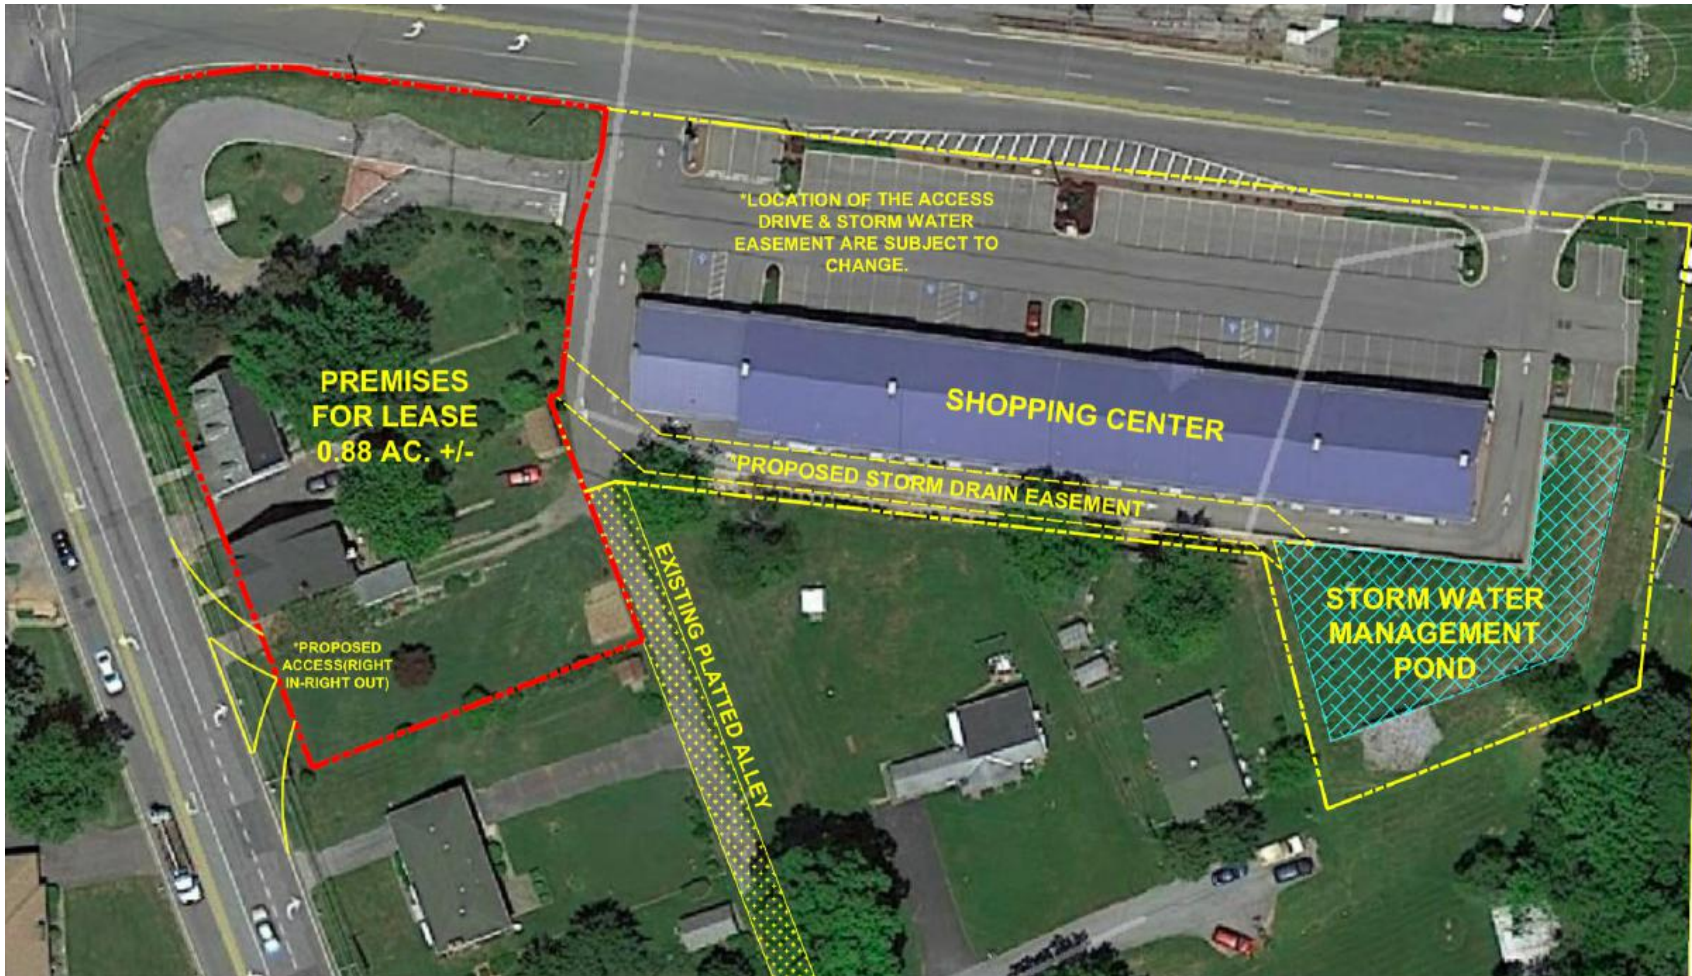 *LOCATION OF THE ACCESS
DRIVE & STORM WATER
EASEMENT ARE SUBJECT TO
CHANGE.
PREMISES
FOR LEASE
0.88 AC. +/-
SHOPPING CENTER
*PROPOSED STORM DRAIN EASEMENT
EXISTING PLATTED ALLEY
STORM WATER
MANAGEMENT
POND
*PROPOSED
ACCESS(RIGHT
IN-RIGHT OUT)